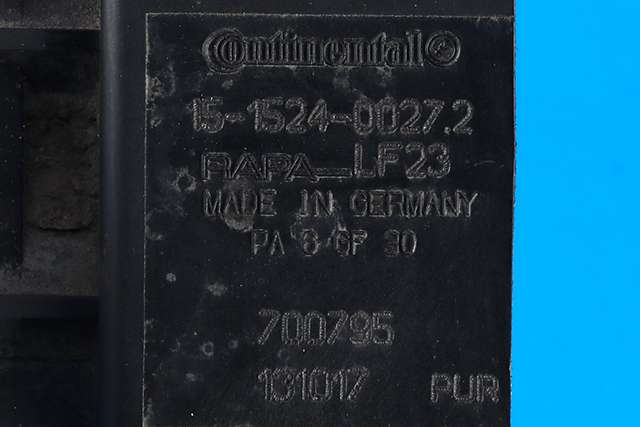 Continental
15-1524-0027.2
RAPA_LF23
MADE IN GERMANY
PA 6 GF 30
700795
131017 PUR